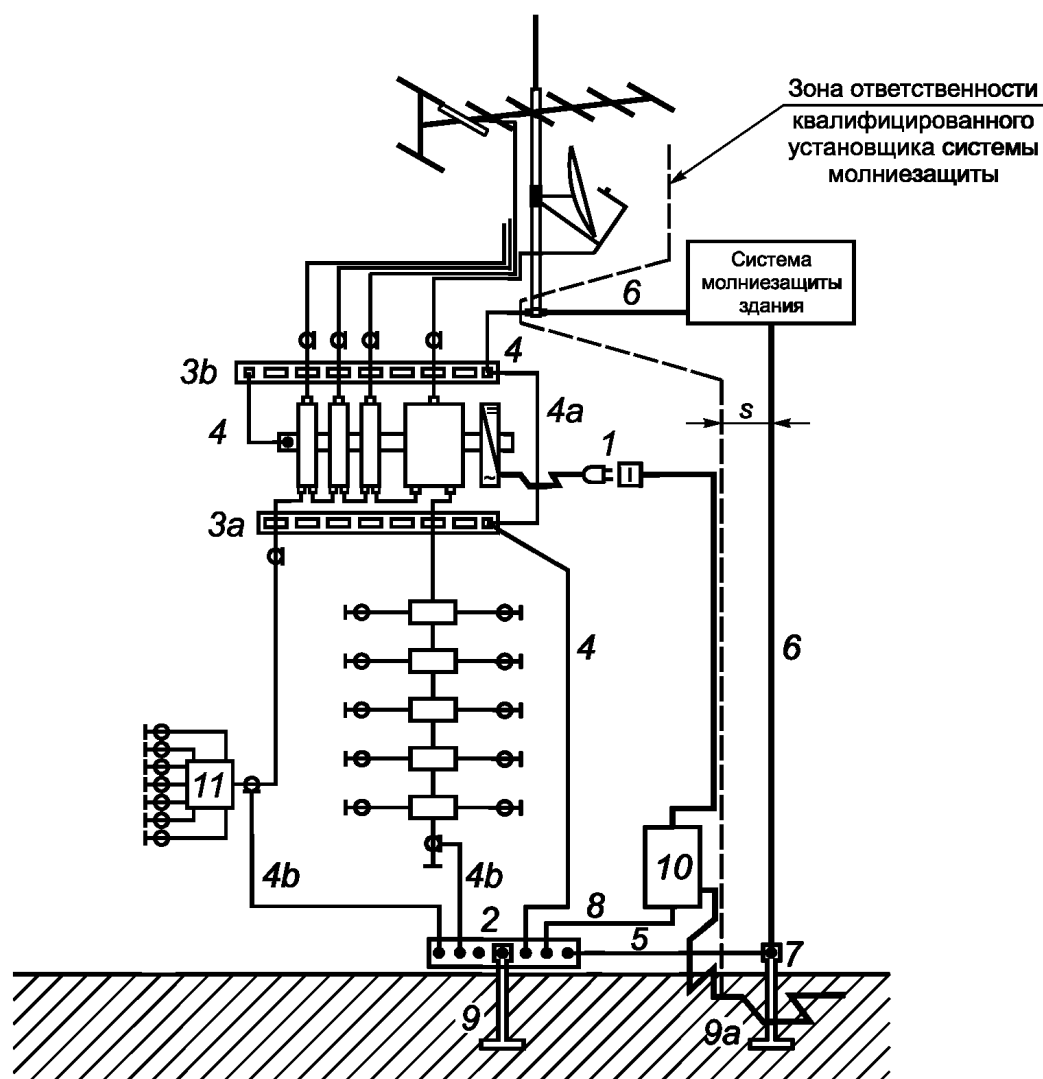 Зона ответственности
квалифицированного
установщика системы
молниезащиты
Система
молниезащиты
здания
6
4
3b
4a
4
s
1
3a
4
6
11
10
4b
4b
8
2
5
7
9
9a